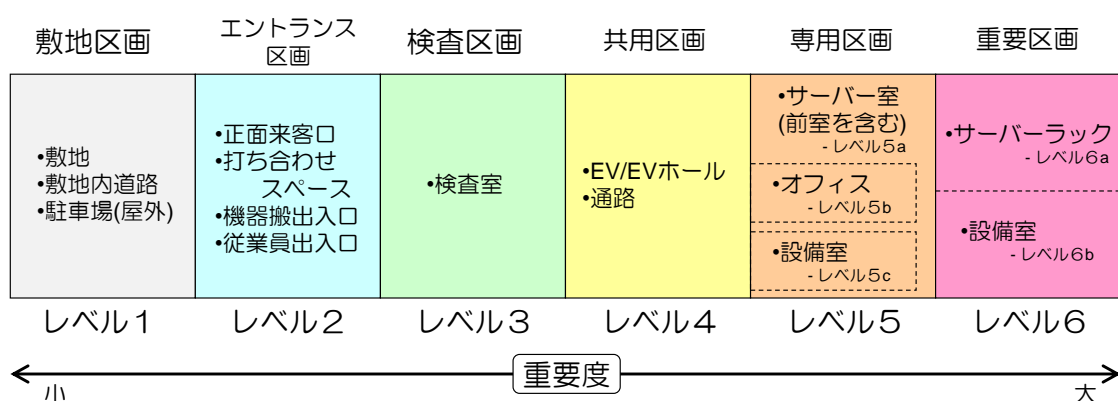 敷地区画
エントランス
区画
検査区画
共用区画
専用区画
重要区画
•敷地
•敷地内道路
•駐車場(屋外)
•正面来客口
•打ち合わせ
スペース
•機器搬出入口
•従業員出入口
•検査室
•EV/EVホール
•通路
•サーバー室
(前室を含む)
- レベル5a
•オフィス
- レベル5b
•設備室
- レベル5c
•サーバーラック
- レベル6a
•設備室
- レベル6b
レベル1
レベル2
レベル3
レベル4
レベル5
レベル6
重要度
小
大